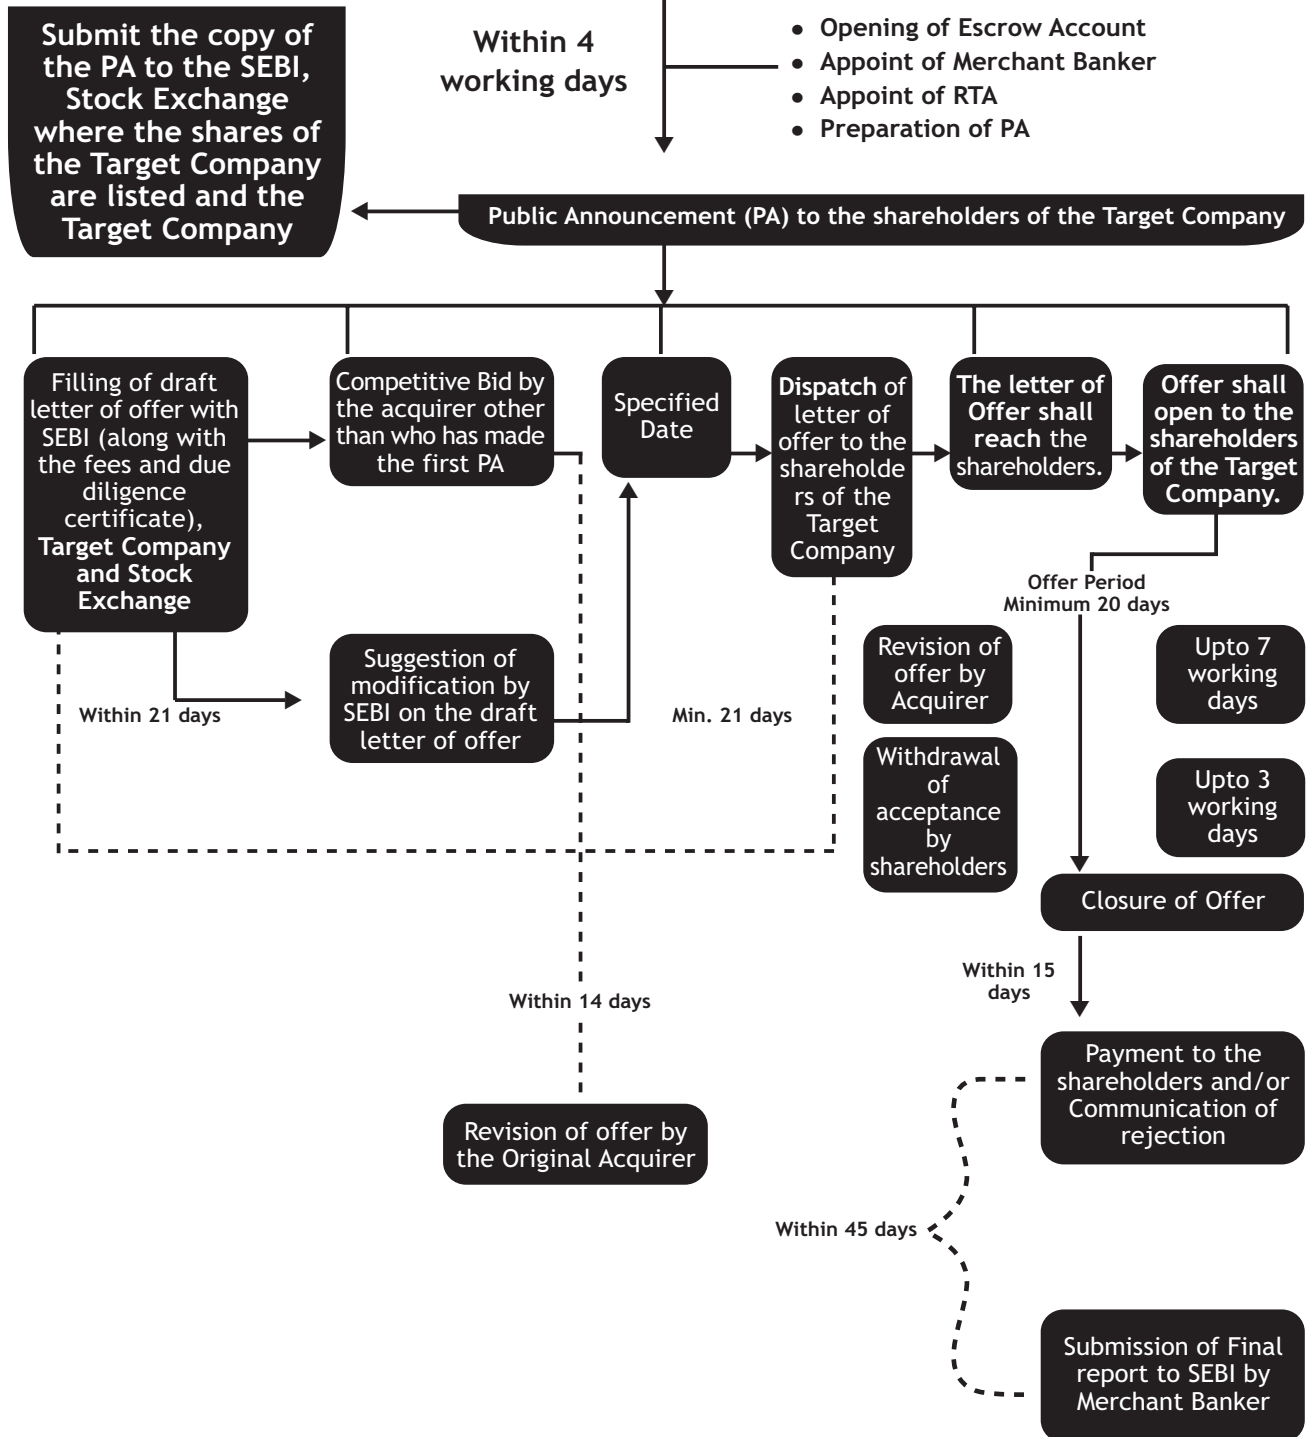 Submit the copy of
the PA to the SEBI,
Stock Exchange
where the shares of
the Target Company
are listed and the
Target Company
Within 4
working days
● Opening of Escrow Account
● Appoint of Merchant Banker
● Appoint of RTA
● Preparation of PA
Public Announcement (PA) to the shareholders of the Target Company
Filling of draft
letter of offer with
SEBI (along with
the fees and due
diligence
certificate),
Target Company
and Stock
Exchange
Competitive Bid by
the acquirer other
than who has made
the first PA
Specified
Date
Dispatch of
letter of
offer to the
shareholde
rs of the
Target
Company
The letter of
Offer shall
reach the
shareholders.
Offer shall
open to the
shareholders
of the Target
Company.
Offer Period
Minimum 20 days
Within 21 days
Suggestion of
modification by
SEBI on the draft
letter of offer
Min. 21 days
Revision of
offer by
Acquirer
Upto 7
working
days
Withdrawal
of
acceptance
by
shareholders
Upto 3
working
days
Closure of Offer
Within 15
days
Within 14 days
Payment to the
shareholders and/or
Communication of
rejection
Revision of offer by
the Original Acquirer
Within 45 days
Submission of Final
report to SEBI by
Merchant Banker